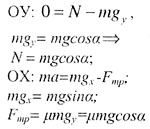 ОУ: 0 = N – mg_y ,
mg_y = mgcosα⇒
N = mgcosα;
ОХ: ma=mg_x-F_тр;
mg_x= mgsinα;
F_тр= μmg_y=μmgcosα